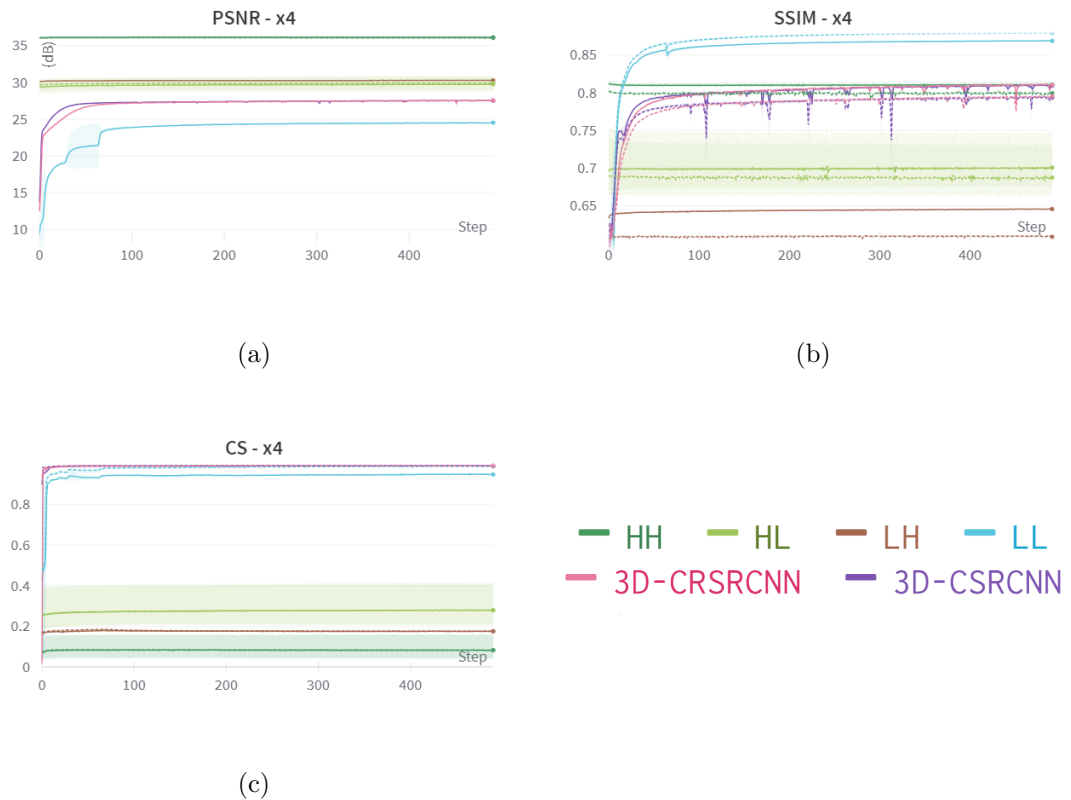 PSNR - x4
(dB)
35
30
25
20
15
10
Step
0 100 200 300 400
(a)
SSIM - x4
0.85
0.8
0.75
0.7
0.65
Step
0 100 200 300 400
(b)
CS - x4
0.8
0.6
0.4
0.2
0
Step
0 100 200 300 400
(c)
HH HL LH LL
3D-CRSRCNN 3D-CSRCNN